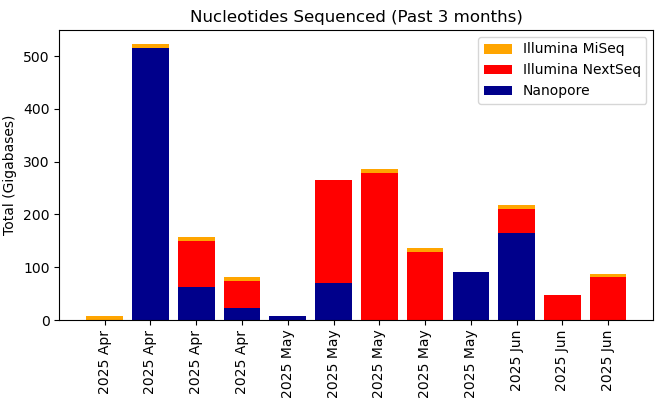 Nucleotides Sequenced (Past 3 months)
Illumina MiSeq
Illumina NextSeq
Nanopore
Total (Gigabases)
500
400
300
200
100
0
2025 Apr
2025 Apr
2025 Apr
2025 Apr
2025 May
2025 May
2025 May
2025 May
2025 May
2025 Jun
2025 Jun
2025 Jun